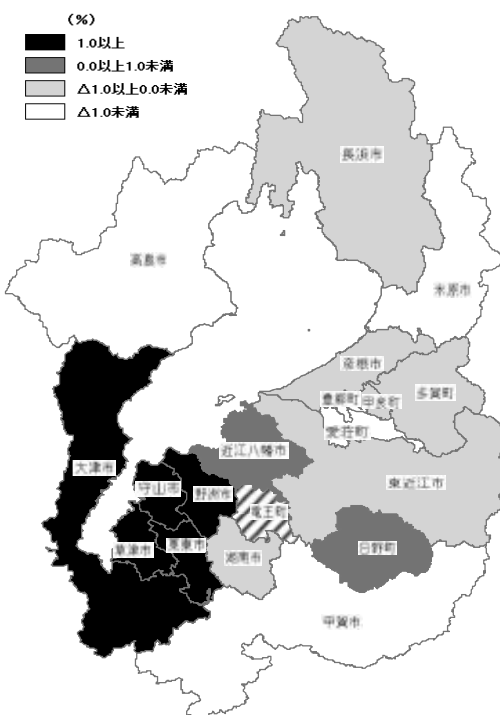 (%)
1.0以上
0.0以上1.0未満
Δ1.0以上0.0未満
Δ1.0未満
長浜市
高島市
米原市
彦根市
多賀町
豊郷町
甲良町
愛荘町
近江八幡市
大津市
東近江市
守山市
野洲市
竜王町
草津市
栗東市
日野町
湖南市
甲賀市